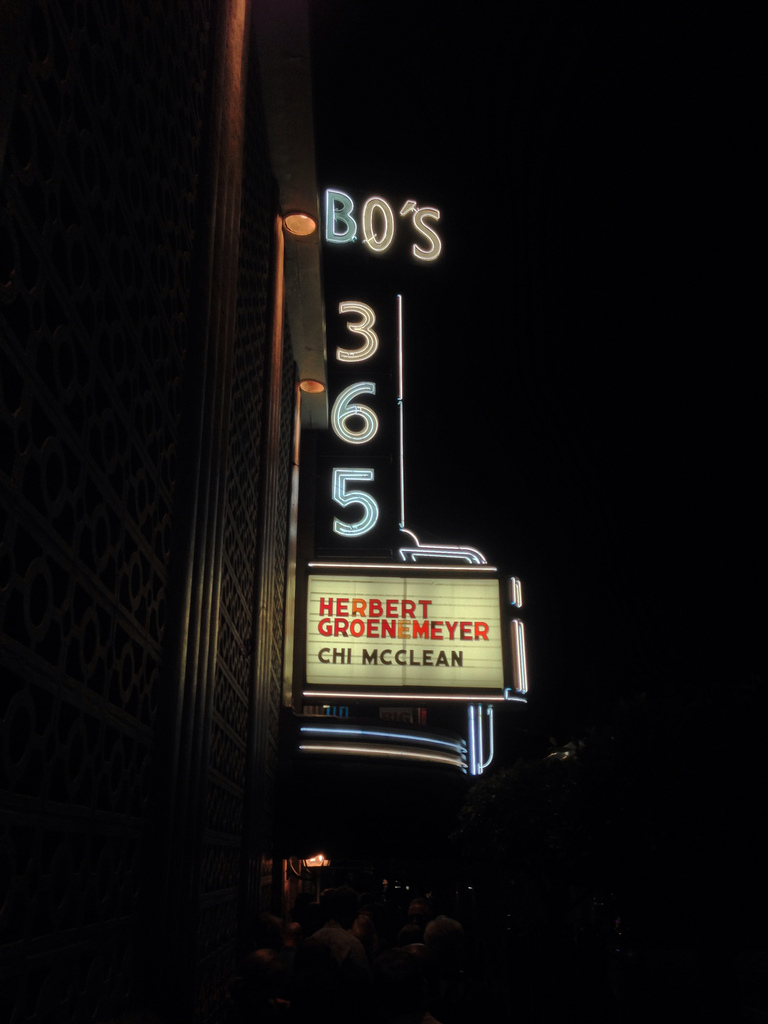 BO'S
3
6
5
HERBERT
GROENEMEYER
CHI MCCLEAN